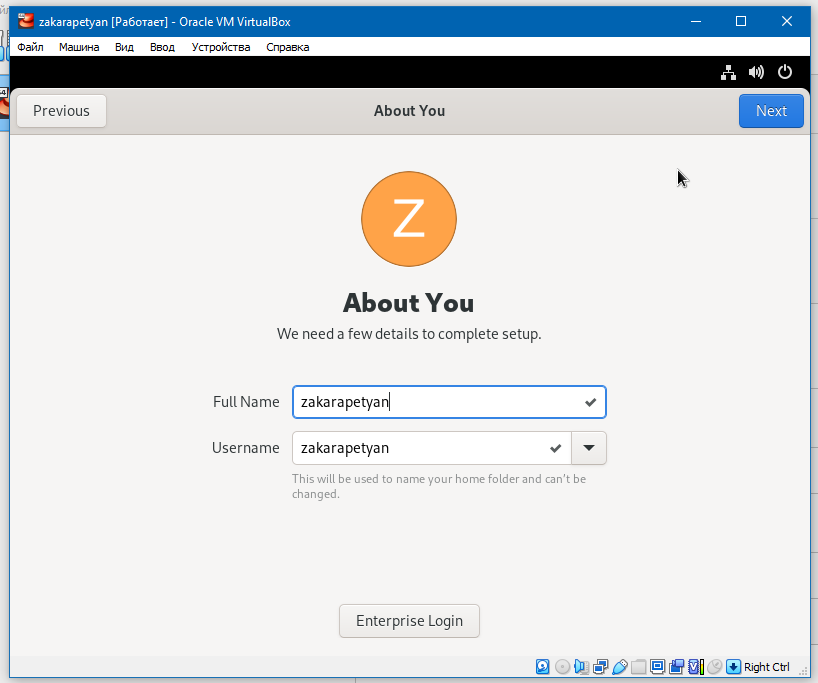 zakarapetyan [Работает] - Oracle VM VirtualBox
Файл Машина Вид Ввод Устройства Справка
Previous About You Next
Z
About You
We need a few details to complete setup.
Full Name zakarapetyan
Username zakarapetyan
This will be used to name your home folder and can't be
changed.
Enterprise Login
Right Ctrl